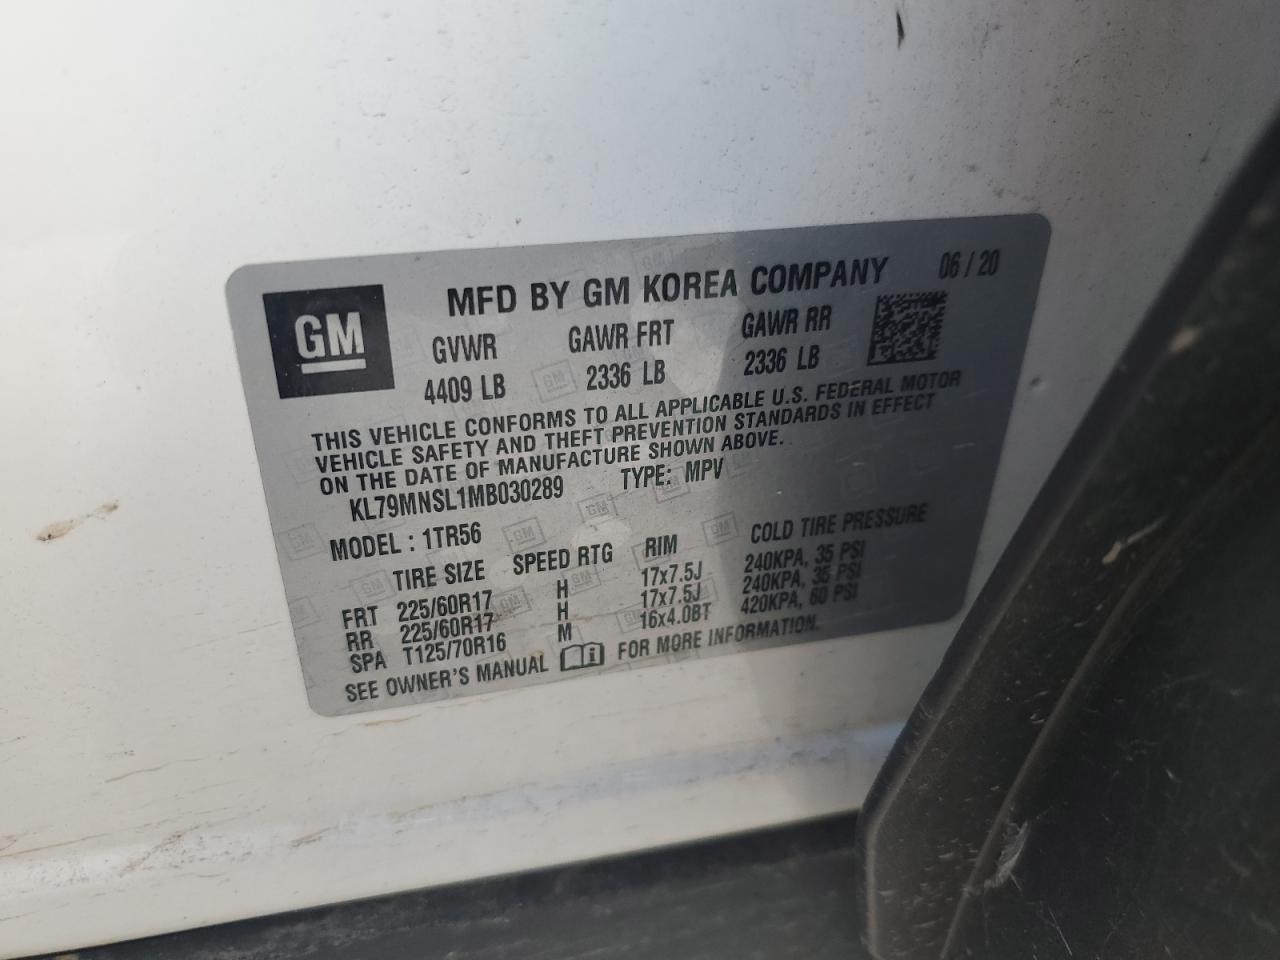 GM
MFD BY GM KOREA COMPANY 06 / 20
GVWR GAWR FRT GAWR RR
4409 LB 2336 LB 2336 LB
THIS VEHICLE CONFORMS TO ALL APPLICABLE U.S. FEDERAL MOTOR
VEHICLE SAFETY AND THEFT PREVENTION STANDARDS IN EFFECT
ON THE DATE OF MANUFACTURE SHOWN ABOVE.
KL79MNSL1MB030289 TYPE: MPV
MODEL : 1TR56
TIRE SIZE SPEED RTG RIM COLD TIRE PRESSURE
FRT 225/60R17 H 17x7.5J 240KPA, 35 PSI
RR 225/60R17 H 17x7.5J 240KPA, 35 PSI
SPA T125/70R16 M 16x4.0BT 420KPA, 60 PSI
SEE OWNER'S MANUAL FOR MORE INFORMATION.